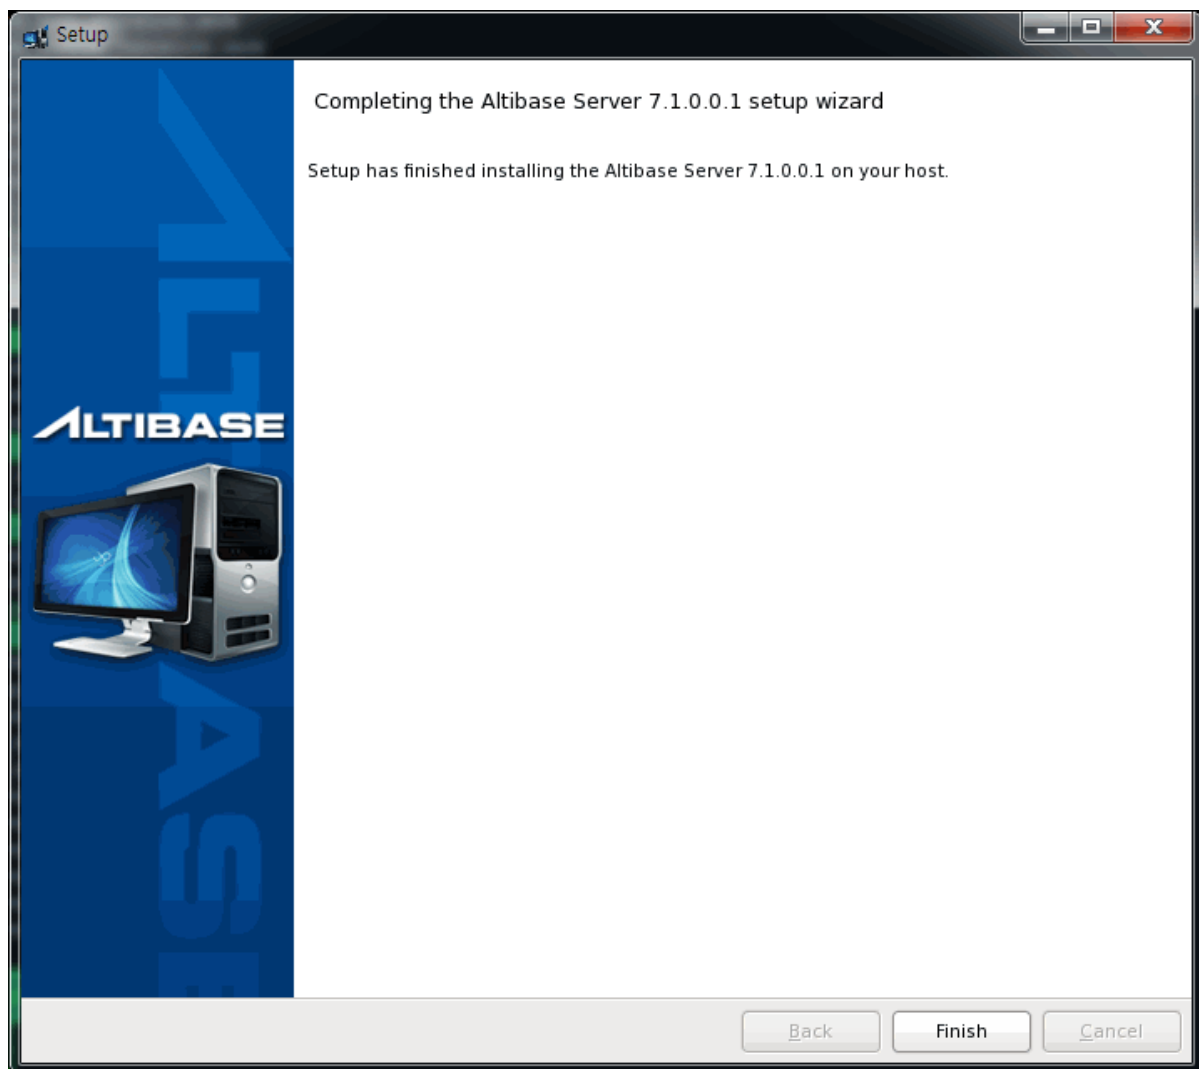 Setup
Completing the Altibase Server 7.1.0.0.1 setup wizard
Setup has finished installing the Altibase Server 7.1.0.0.1 on your host.
ALTIBASE
ALTIBASE
Back
Finish
Cancel